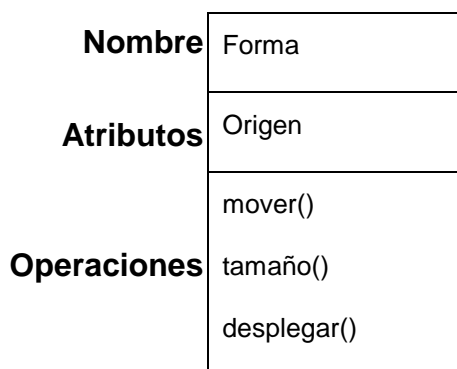 Nombre Forma
Atributos Origen
mover()
Operaciones tamaño()
desplegar()